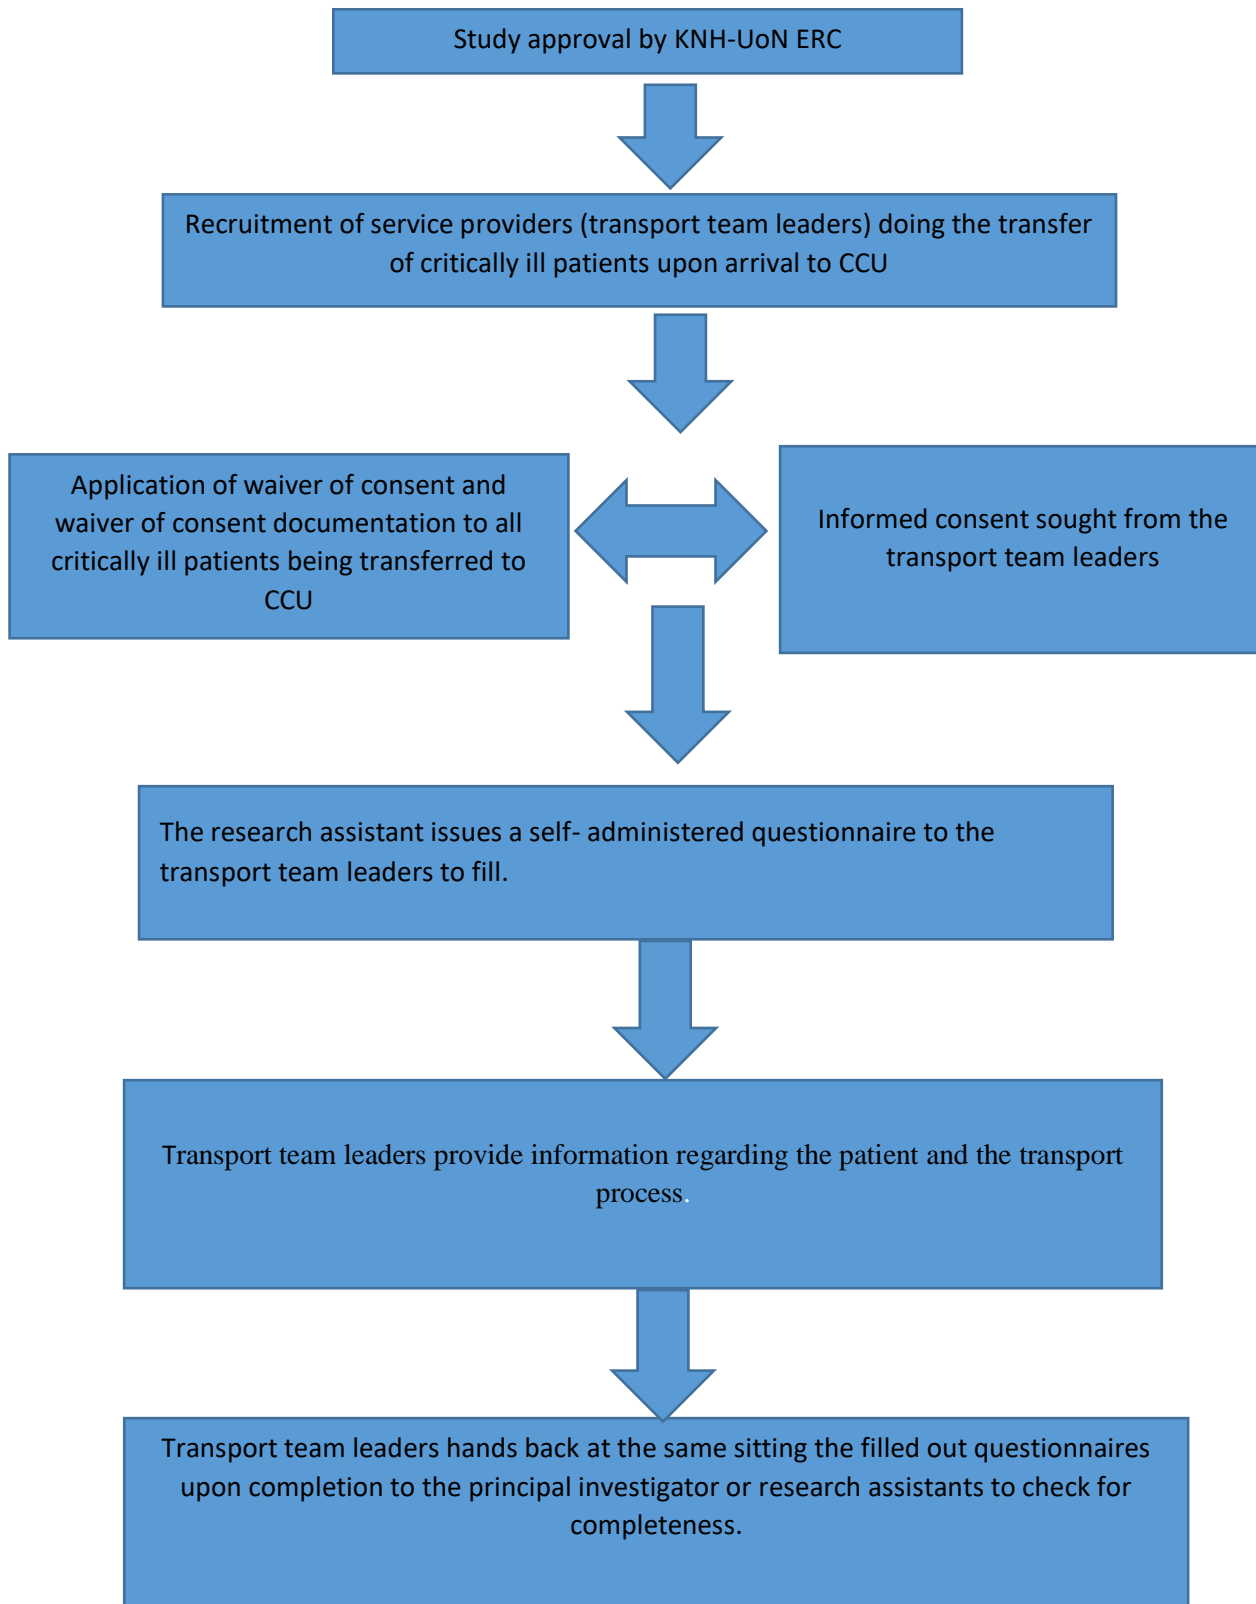 Study approval by KNH-UoN ERC
Recruitment of service providers (transport team leaders) doing the transfer
of critically ill patients upon arrival to CCU
Application of waiver of consent and
waiver of consent documentation to all
critically ill patients being transferred to
CCU
Informed consent sought from the
transport team leaders
The research assistant issues a self- administered questionnaire to the
transport team leaders to fill.
Transport team leaders provide information regarding the patient and the transport
process.
Transport team leaders hands back at the same sitting the filled out questionnaires
upon completion to the principal investigator or research assistants to check for
completeness.